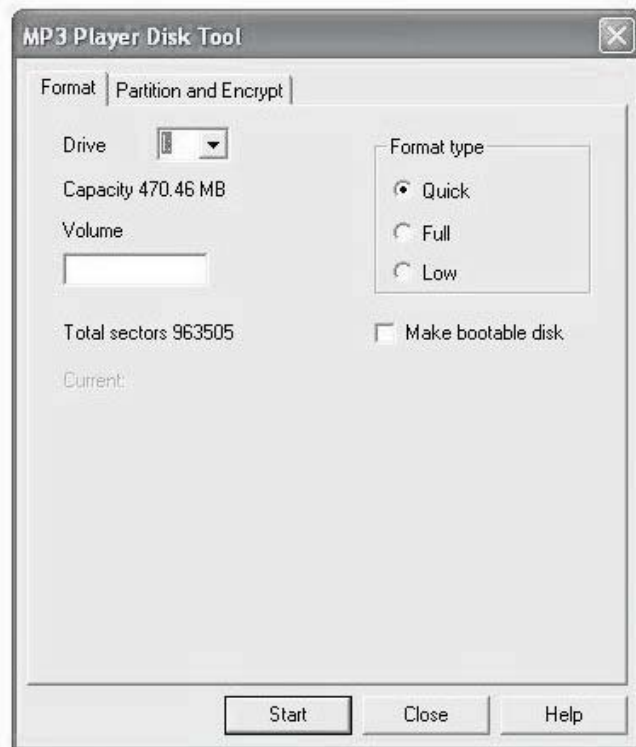 MP3 Player Disk Tool
Format
Partition and Encrypt
Drive
Format type
Capacity 470.46 MB
Quick
Volume
Full
Low
Total sectors 963505
Make bootable disk
Current:
Start
Close
Help